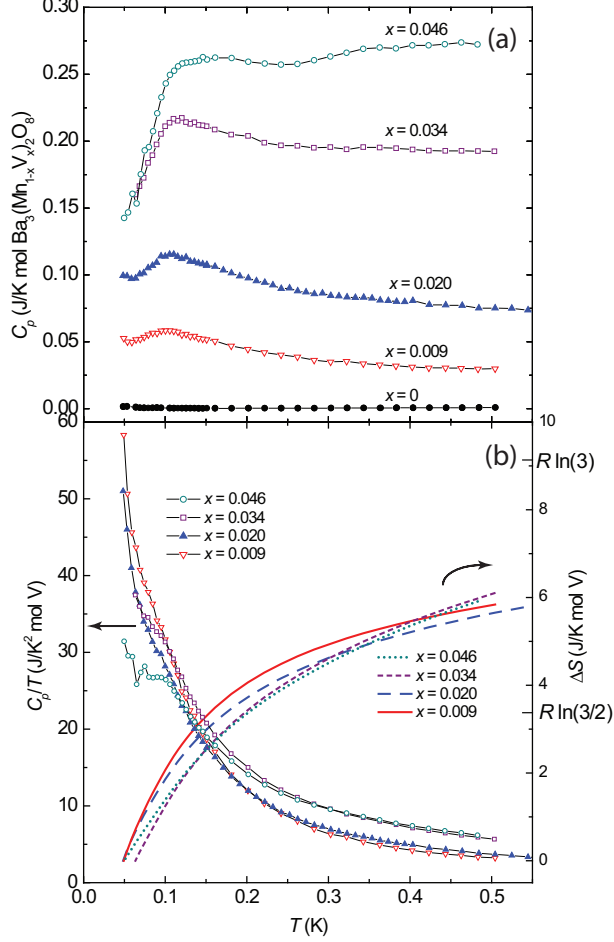 0.30
0.25
0.20
0.15
0.10
0.05
0.00
C_p (J/K mol Ba_3(Mn_{1-x}V_x)_2O_8)
(a)
x = 0.046
x = 0.034
x = 0.020
x = 0.009
x = 0
60
50
40
30
20
10
0
C_p/T (J/K^2 mol V)
(b)
x = 0.046
x = 0.034
x = 0.020
x = 0.009
x = 0.046
x = 0.034
x = 0.020
x = 0.009
10
R ln(3)
8
6
4
R ln(3/2)
2
0
ΔS (J/K mol V)
0.0 0.1 0.2 0.3 0.4 0.5
T (K)